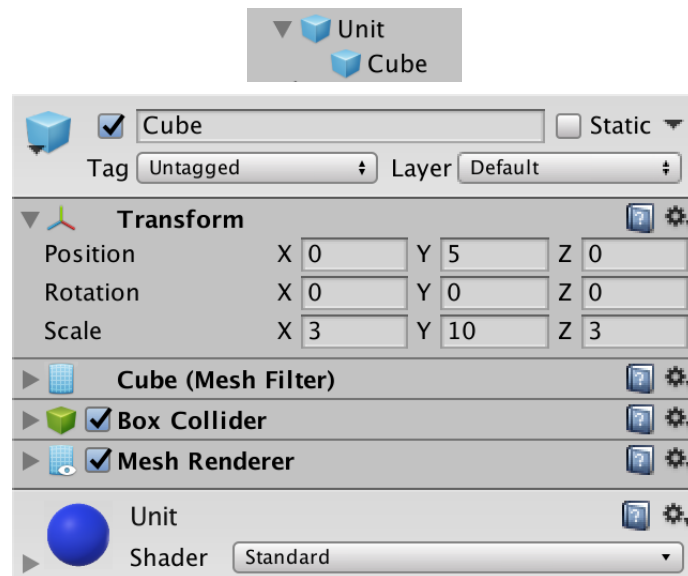 Unit
Cube
Cube Static
Tag Untagged Layer Default
Transform
Position X 0 Y 5 Z 0
Rotation X 0 Y 0 Z 0
Scale X 3 Y 10 Z 3
Cube (Mesh Filter)
Box Collider
Mesh Renderer
Unit
Shader Standard